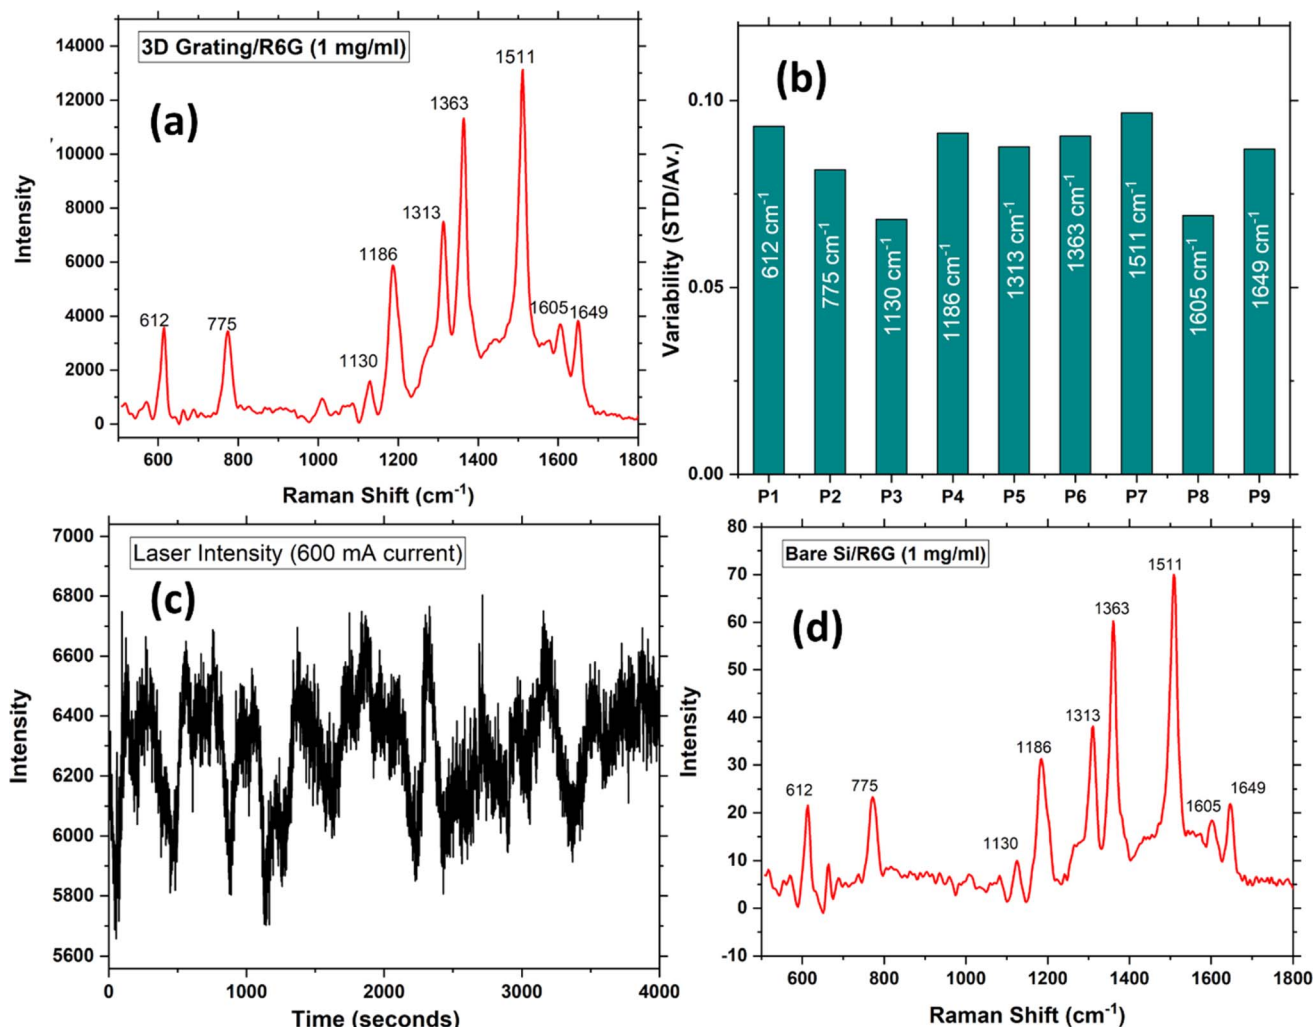 3D Grating/R6G (1 mg/ml)
(a)
Intensity
14000
12000
10000
8000
6000
4000
2000
0
612
775
1130
1186
1313
1363
1511
1605
1649
600 800 1000 1200 1400 1600 1800
Raman Shift (cm⁻¹)
(b)
Variability (STD/Av.)
0.10
0.05
0.00
612 cm⁻¹
775 cm⁻¹
1130 cm⁻¹
1186 cm⁻¹
1313 cm⁻¹
1363 cm⁻¹
1511 cm⁻¹
1605 cm⁻¹
1649 cm⁻¹
P1 P2 P3 P4 P5 P6 P7 P8 P9
Laser Intensity (600 mA current)
(c)
Intensity
7000
6800
6600
6400
6200
6000
5800
5600
0 1000 2000 3000 4000
Time (seconds)
Bare Si/R6G (1 mg/ml)
(d)
Intensity
80
70
60
50
40
30
20
10
0
-10
612
775
1130
1186
1313
1363
1511
1605
1649
600 800 1000 1200 1400 1600 1800
Raman Shift (cm⁻¹)